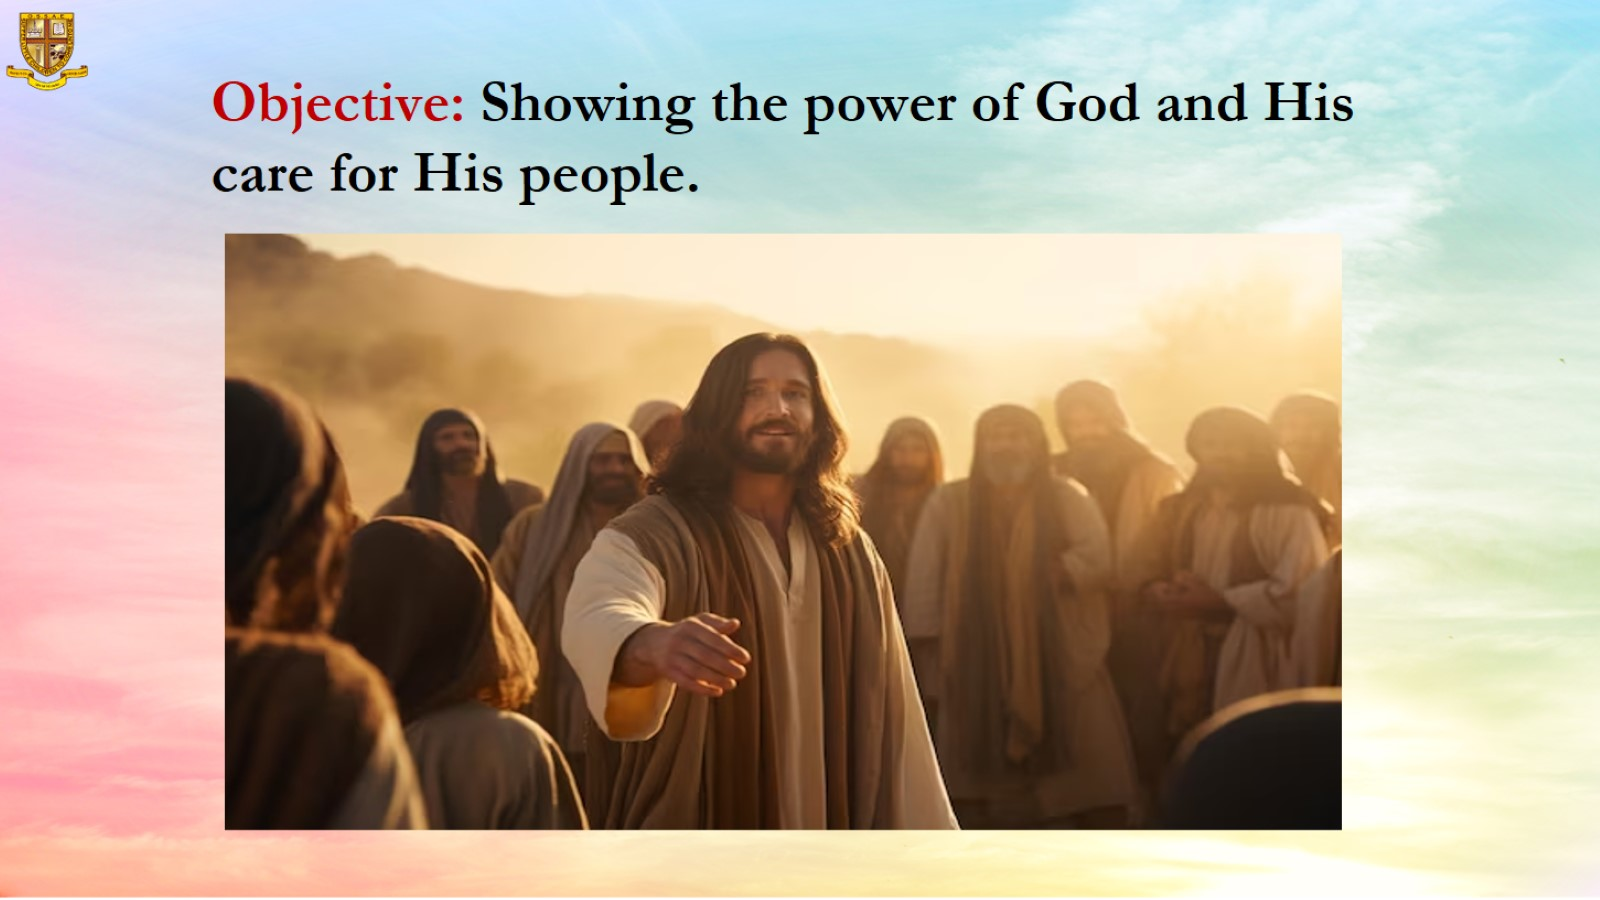 Objective: Showing the power of God and His
care for His people.